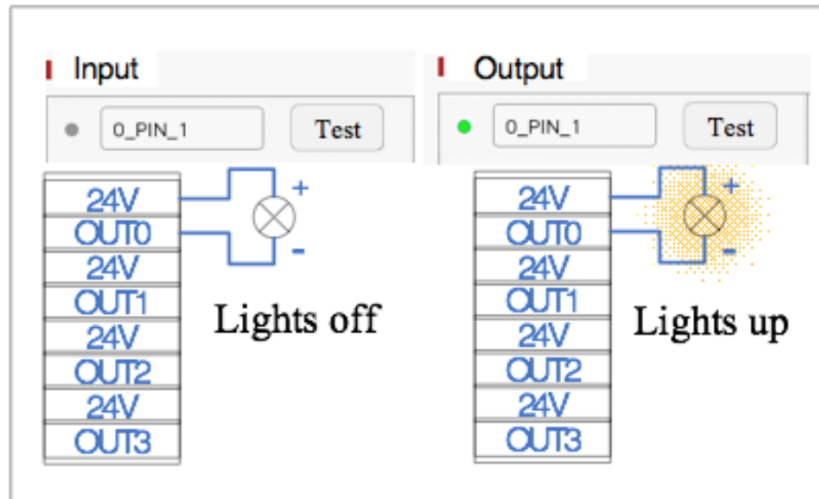 Input
0_PIN_1 Test
24V
OUT0
24V
OUT1
24V
OUT2
24V
OUT3
+
-
Lights off
Output
0_PIN_1 Test
24V
OUT0
24V
OUT1
24V
OUT2
24V
OUT3
+
-
Lights up